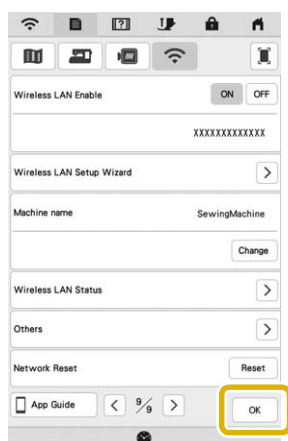 Wireless LAN Enable ON OFF
XXXXXXXXXXXXX
Wireless LAN Setup Wizard
Machine name SewingMachine
Change
Wireless LAN Status
Others
Network Reset Reset
App Guide 9/9 OK